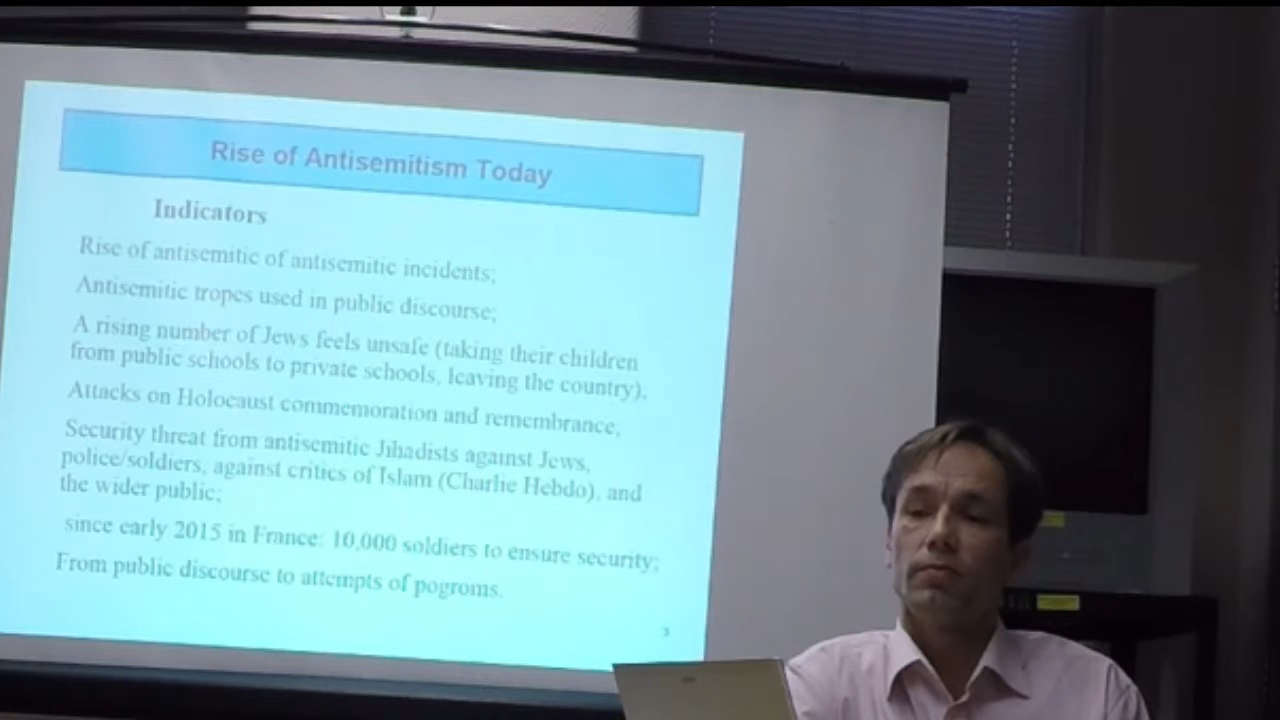 Rise of Antisemitism Today
Indicators
Rise of antisemitic of antisemitic incidents;
Antisemitic tropes used in public discourse;
A rising number of Jews feels unsafe (taking their children
from public schools to private schools, leaving the country),
Attacks on Holocaust commemoration and remembrance,
Security threat from antisemitic Jihadists against Jews,
police/soldiers, against critics of Islam (Charlie Hebdo), and
the wider public;
since early 2015 in France: 10,000 soldiers to ensure security;
From public discourse to attempts of pogroms.
3